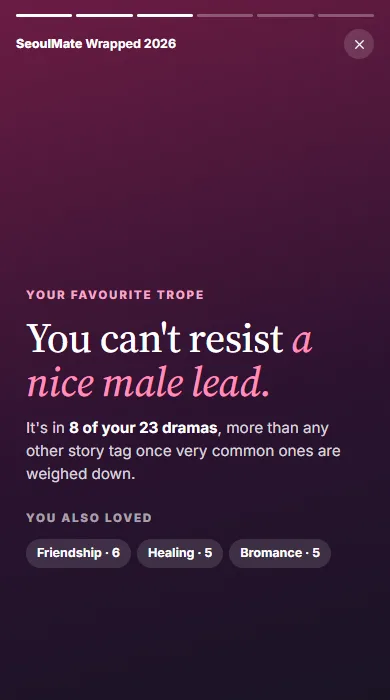 SeoulMate Wrapped 2026
YOUR FAVOURITE TROPE
You can't resist a
nice male lead.
It's in 8 of your 23 dramas, more than any
other story tag once very common ones are
weighed down.
YOU ALSO LOVED
Friendship · 6 Healing · 5 Bromance · 5